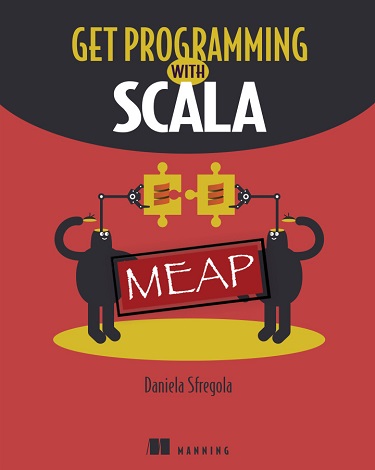 GET PROGRAMMING
WITH
SCALA
MEAP
Daniela Sfregola
MANNING